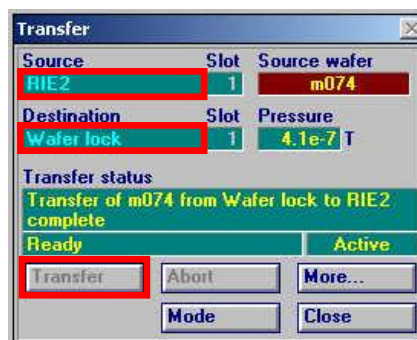 Transfer
Source Slot Source wafer
RIE2 1 m074
Destination Slot Pressure
Wafer lock 1 4.1e-7 T
Transfer status
Transfer of m074 from Wafer lock to RIE2
complete
Ready Active
Transfer Abort More...
Mode Close